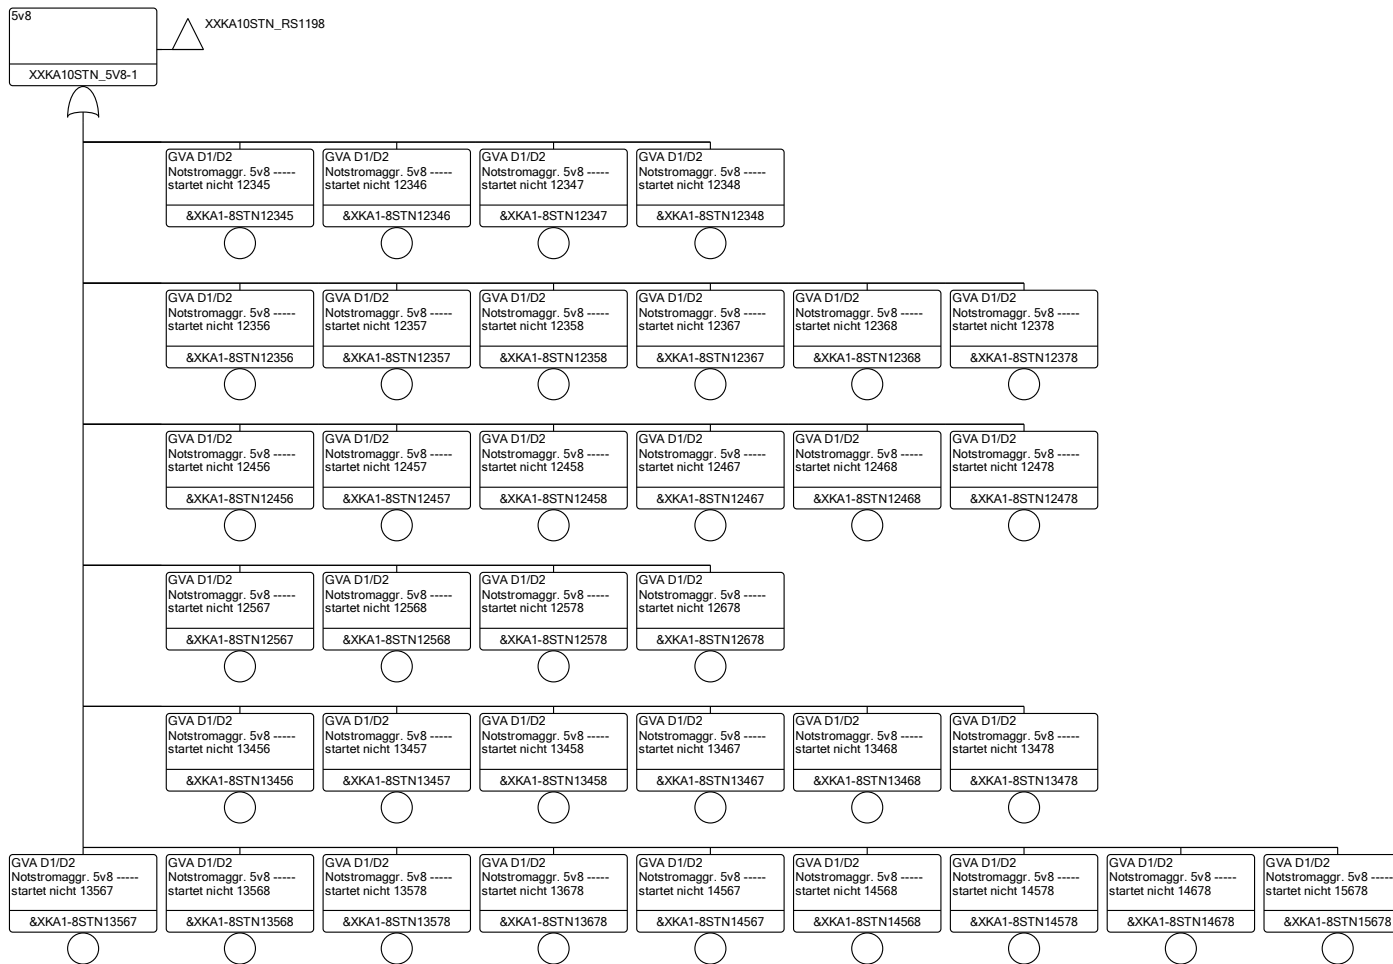 5v8
XXKA10STN_RS1198
XXKA10STN_5V8-1
GVA D1/D2
Notstromaggr. 5v8 -----
startet nicht 12345
&XKA1-8STN12345
GVA D1/D2
Notstromaggr. 5v8 -----
startet nicht 12346
&XKA1-8STN12346
GVA D1/D2
Notstromaggr. 5v8 -----
startet nicht 12347
&XKA1-8STN12347
GVA D1/D2
Notstromaggr. 5v8 -----
startet nicht 12348
&XKA1-8STN12348
GVA D1/D2
Notstromaggr. 5v8 -----
startet nicht 12356
&XKA1-8STN12356
GVA D1/D2
Notstromaggr. 5v8 -----
startet nicht 12357
&XKA1-8STN12357
GVA D1/D2
Notstromaggr. 5v8 -----
startet nicht 12358
&XKA1-8STN12358
GVA D1/D2
Notstromaggr. 5v8 -----
startet nicht 12367
&XKA1-8STN12367
GVA D1/D2
Notstromaggr. 5v8 -----
startet nicht 12368
&XKA1-8STN12368
GVA D1/D2
Notstromaggr. 5v8 -----
startet nicht 12378
&XKA1-8STN12378
GVA D1/D2
Notstromaggr. 5v8 -----
startet nicht 12456
&XKA1-8STN12456
GVA D1/D2
Notstromaggr. 5v8 -----
startet nicht 12457
&XKA1-8STN12457
GVA D1/D2
Notstromaggr. 5v8 -----
startet nicht 12458
&XKA1-8STN12458
GVA D1/D2
Notstromaggr. 5v8 -----
startet nicht 12467
&XKA1-8STN12467
GVA D1/D2
Notstromaggr. 5v8 -----
startet nicht 12468
&XKA1-8STN12468
GVA D1/D2
Notstromaggr. 5v8 -----
startet nicht 12478
&XKA1-8STN12478
GVA D1/D2
Notstromaggr. 5v8 -----
startet nicht 12567
&XKA1-8STN12567
GVA D1/D2
Notstromaggr. 5v8 -----
startet nicht 12568
&XKA1-8STN12568
GVA D1/D2
Notstromaggr. 5v8 -----
startet nicht 12578
&XKA1-8STN12578
GVA D1/D2
Notstromaggr. 5v8 -----
startet nicht 12678
&XKA1-8STN12678
GVA D1/D2
Notstromaggr. 5v8 -----
startet nicht 13456
&XKA1-8STN13456
GVA D1/D2
Notstromaggr. 5v8 -----
startet nicht 13457
&XKA1-8STN13457
GVA D1/D2
Notstromaggr. 5v8 -----
startet nicht 13458
&XKA1-8STN13458
GVA D1/D2
Notstromaggr. 5v8 -----
startet nicht 13467
&XKA1-8STN13467
GVA D1/D2
Notstromaggr. 5v8 -----
startet nicht 13468
&XKA1-8STN13468
GVA D1/D2
Notstromaggr. 5v8 -----
startet nicht 13478
&XKA1-8STN13478
GVA D1/D2
Notstromaggr. 5v8 -----
startet nicht 13567
&XKA1-8STN13567
GVA D1/D2
Notstromaggr. 5v8 -----
startet nicht 13568
&XKA1-8STN13568
GVA D1/D2
Notstromaggr. 5v8 -----
startet nicht 13578
&XKA1-8STN13578
GVA D1/D2
Notstromaggr. 5v8 -----
startet nicht 13678
&XKA1-8STN13678
GVA D1/D2
Notstromaggr. 5v8 -----
startet nicht 14567
&XKA1-8STN14567
GVA D1/D2
Notstromaggr. 5v8 -----
startet nicht 14568
&XKA1-8STN14568
GVA D1/D2
Notstromaggr. 5v8 -----
startet nicht 14578
&XKA1-8STN14578
GVA D1/D2
Notstromaggr. 5v8 -----
startet nicht 14678
&XKA1-8STN14678
GVA D1/D2
Notstromaggr. 5v8 -----
startet nicht 15678
&XKA1-8STN15678